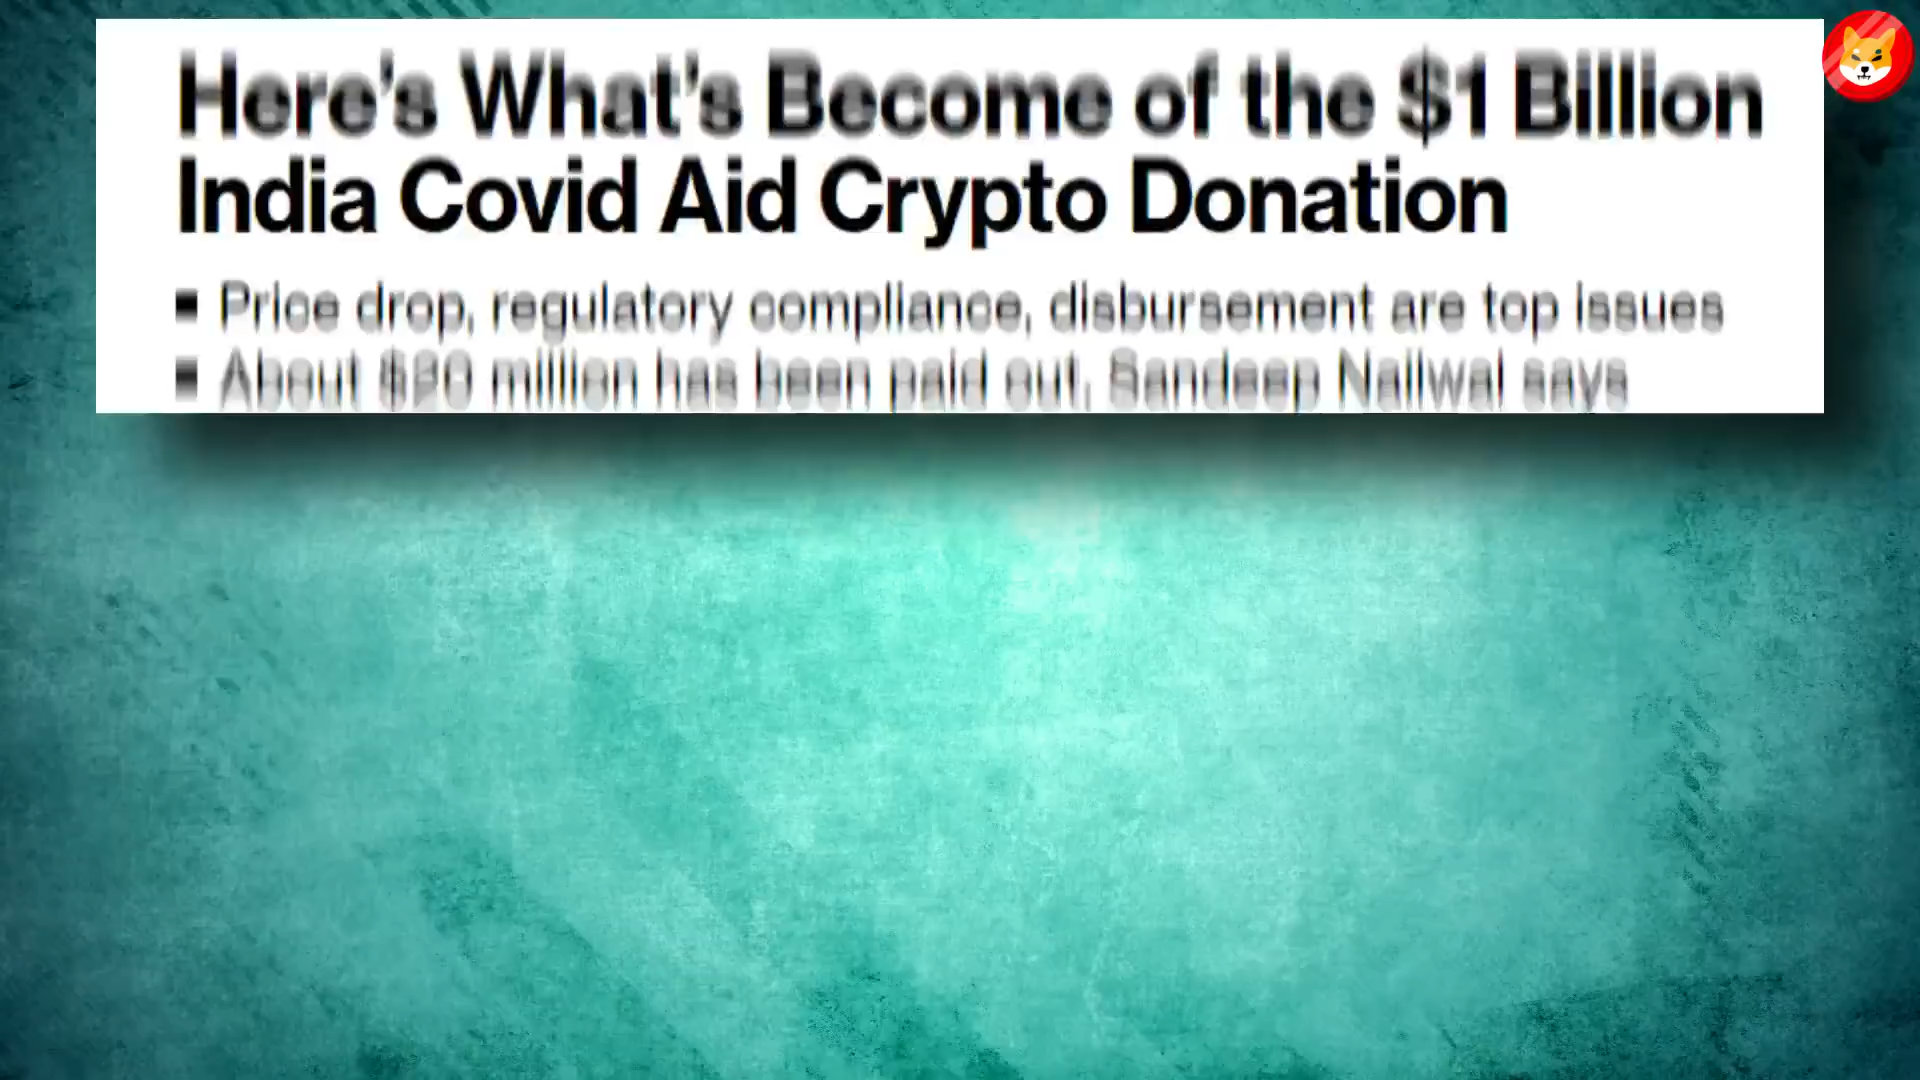 Here's What's Become of the $1 Billion
India Covid Aid Crypto Donation
Price drop, regulatory compliance, disbursement are top issues
About million has been paid out, Sandeep Nailwal says